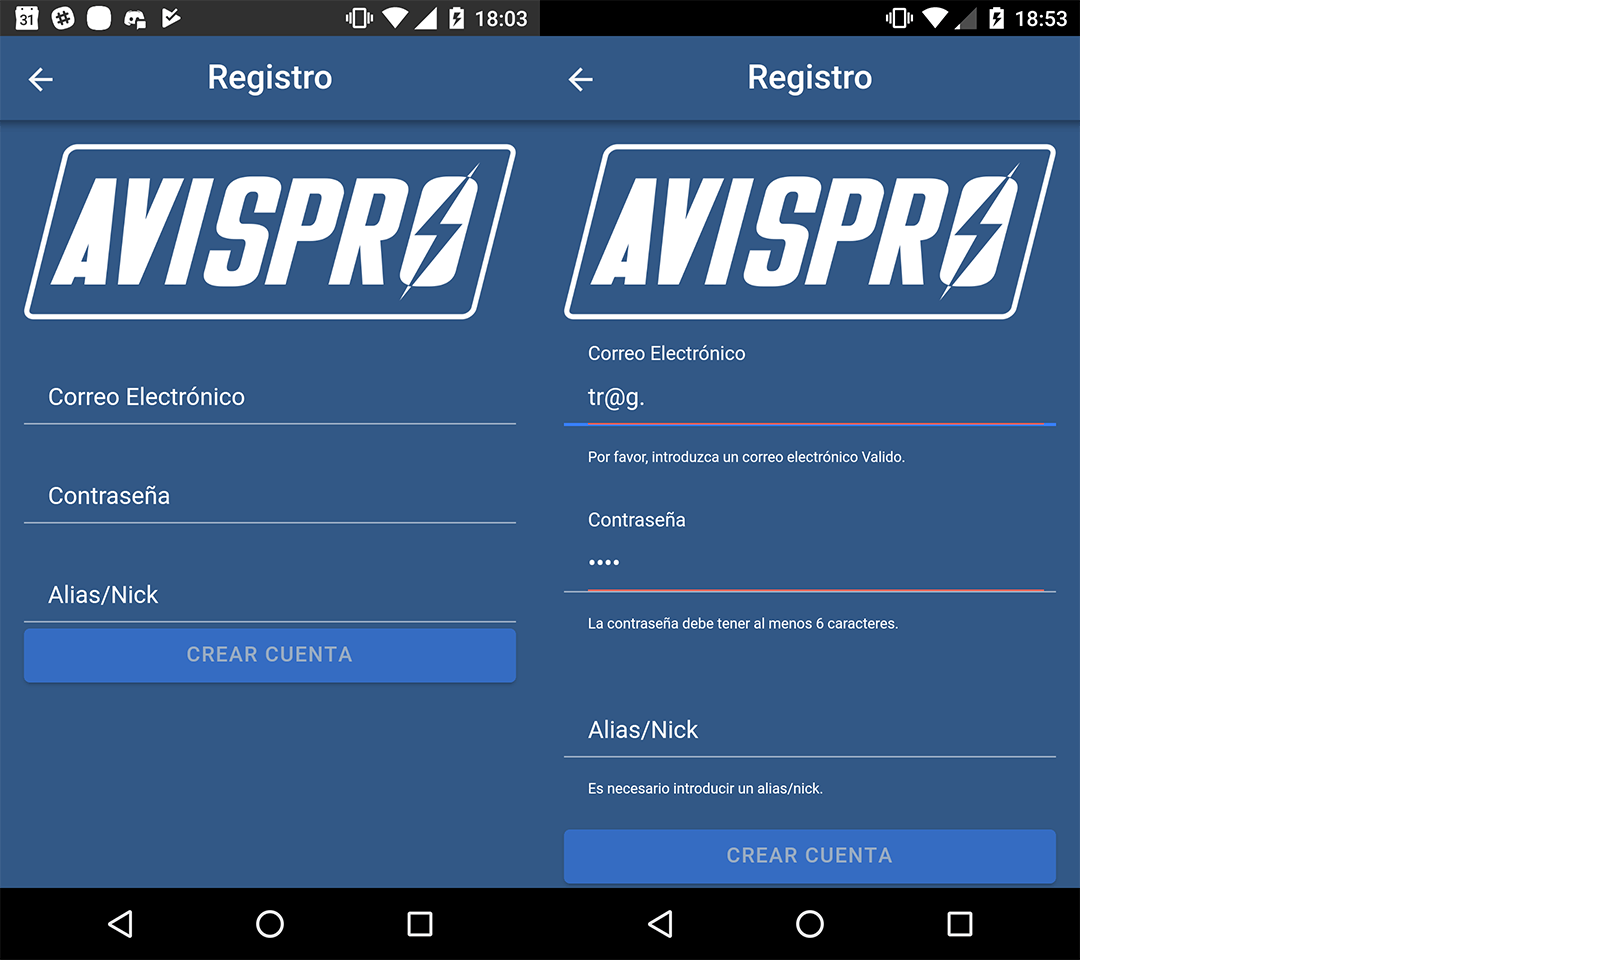 31 18:03
Registro
AVISPRO
Correo Electrónico
Contraseña
Alias/Nick
CREAR CUENTA
18:53
Registro
AVISPRO
Correo Electrónico
tr@g.
Por favor, introduzca un correo electrónico Valido.
Contraseña
••••
La contraseña debe tener al menos 6 caracteres.
Alias/Nick
Es necesario introducir un alias/nick.
CREAR CUENTA